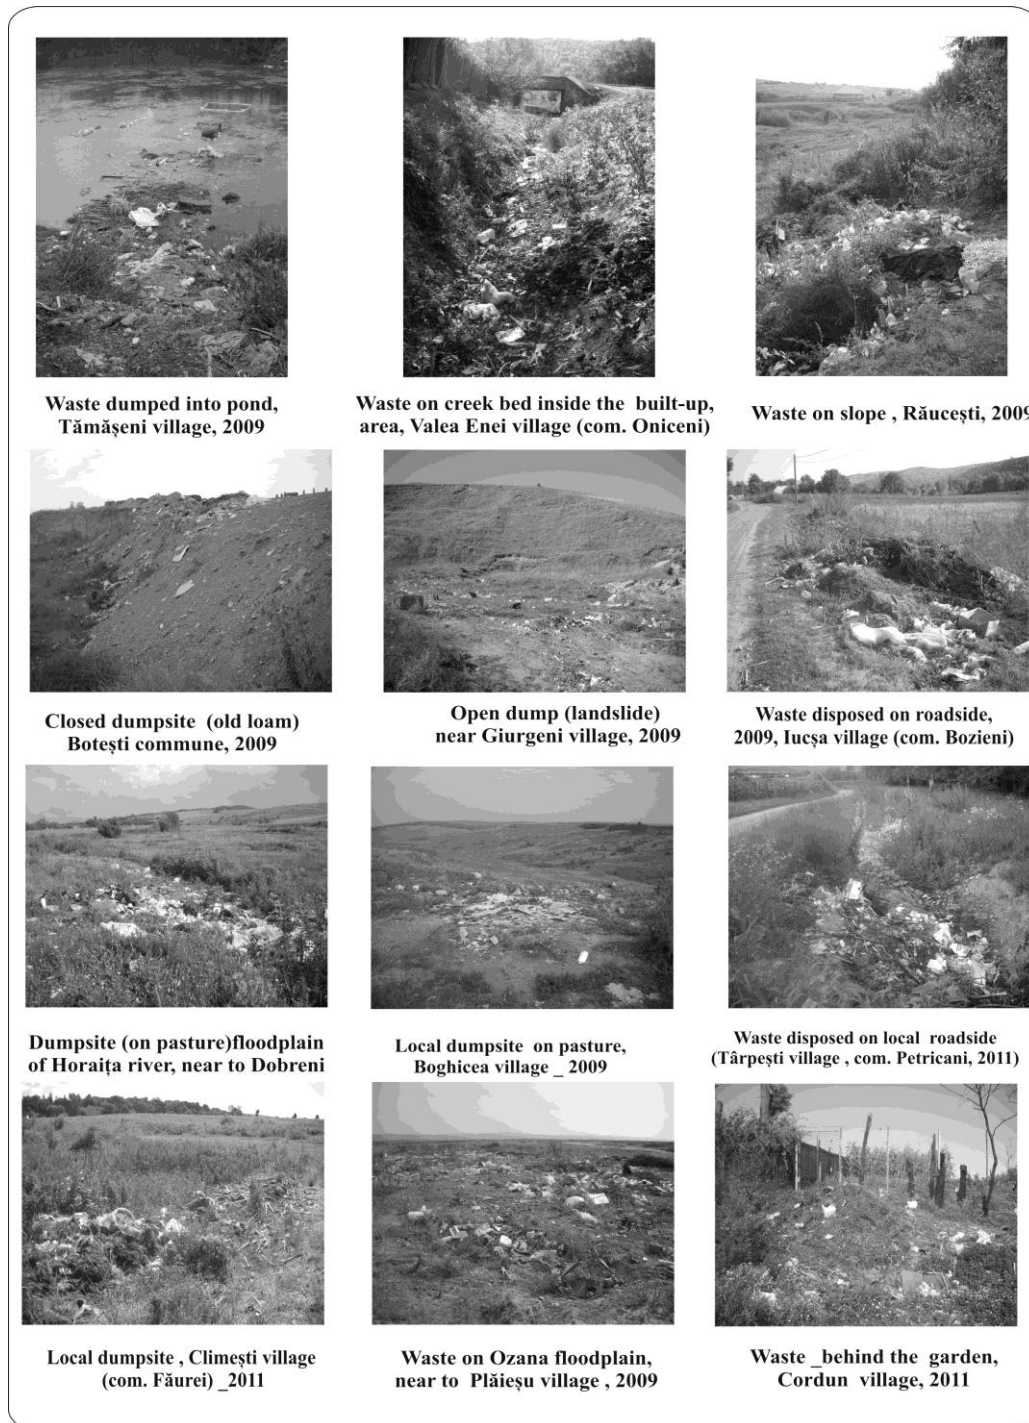 Waste dumped into pond,
Tămășeni village, 2009
Waste on creek bed inside the built-up,
area, Valea Enei village (com. Oniceni)
Waste on slope , Răucești, 2009
Closed dumpsite (old loam)
Botești commune, 2009
Open dump (landslide)
near Giurgeni village, 2009
Waste disposed on roadside,
2009, Iucșa village (com. Bozieni)
Dumpsite (on pasture)floodplain
of Horaița river, near to Dobreni
Local dumpsite on pasture,
Boghicea village _ 2009
Waste disposed on local roadside
(Târpești village , com. Petricani, 2011)
Local dumpsite , Climești village
(com. Făurei) _2011
Waste on Ozana floodplain,
near to Plăieșu village , 2009
Waste _behind the garden,
Cordun village, 2011